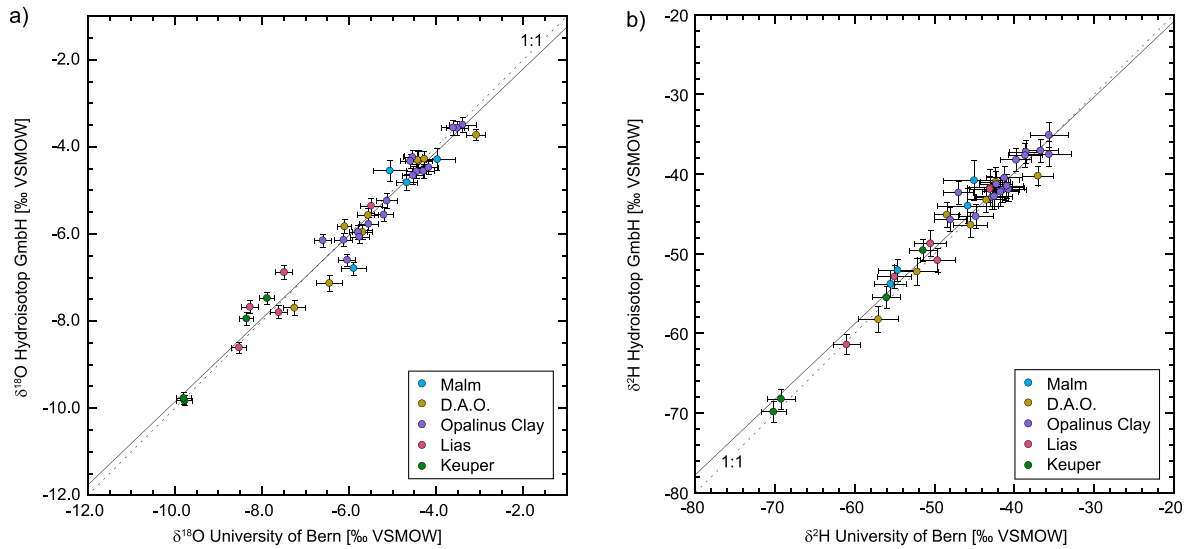 a)
1:1
-2.0
-4.0
-6.0
-8.0
-10.0
-12.0
-12.0 -10.0 -8.0 -6.0 -4.0 -2.0
δ¹⁸O Hydroisotop GmbH [‰ VSMOW]
δ¹⁸O University of Bern [‰ VSMOW]
Malm
D.A.O.
Opalinus Clay
Lias
Keuper
b)
1:1
-20
-30
-40
-50
-60
-70
-80
-80 -70 -60 -50 -40 -30 -20
δ²H Hydroisotop GmbH [‰ VSMOW]
δ²H University of Bern [‰ VSMOW]
1:1
Malm
D.A.O.
Opalinus Clay
Lias
Keuper